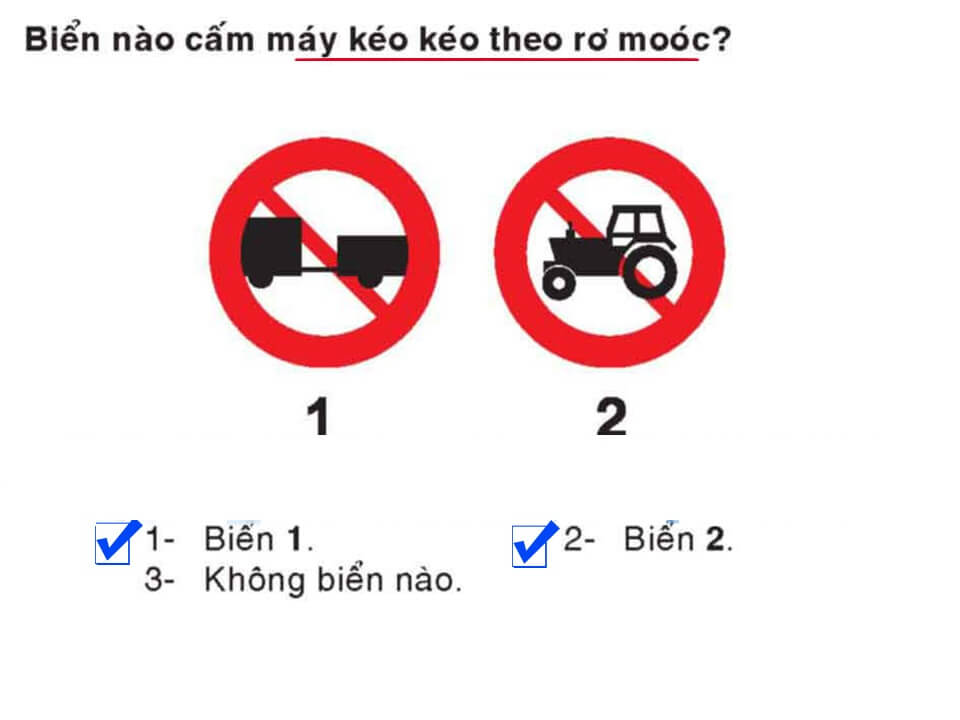 Biển nào cấm máy kéo kéo theo rơ moóc?
1 2
1- Biển 1. 2- Biển 2.
3- Không biển nào.